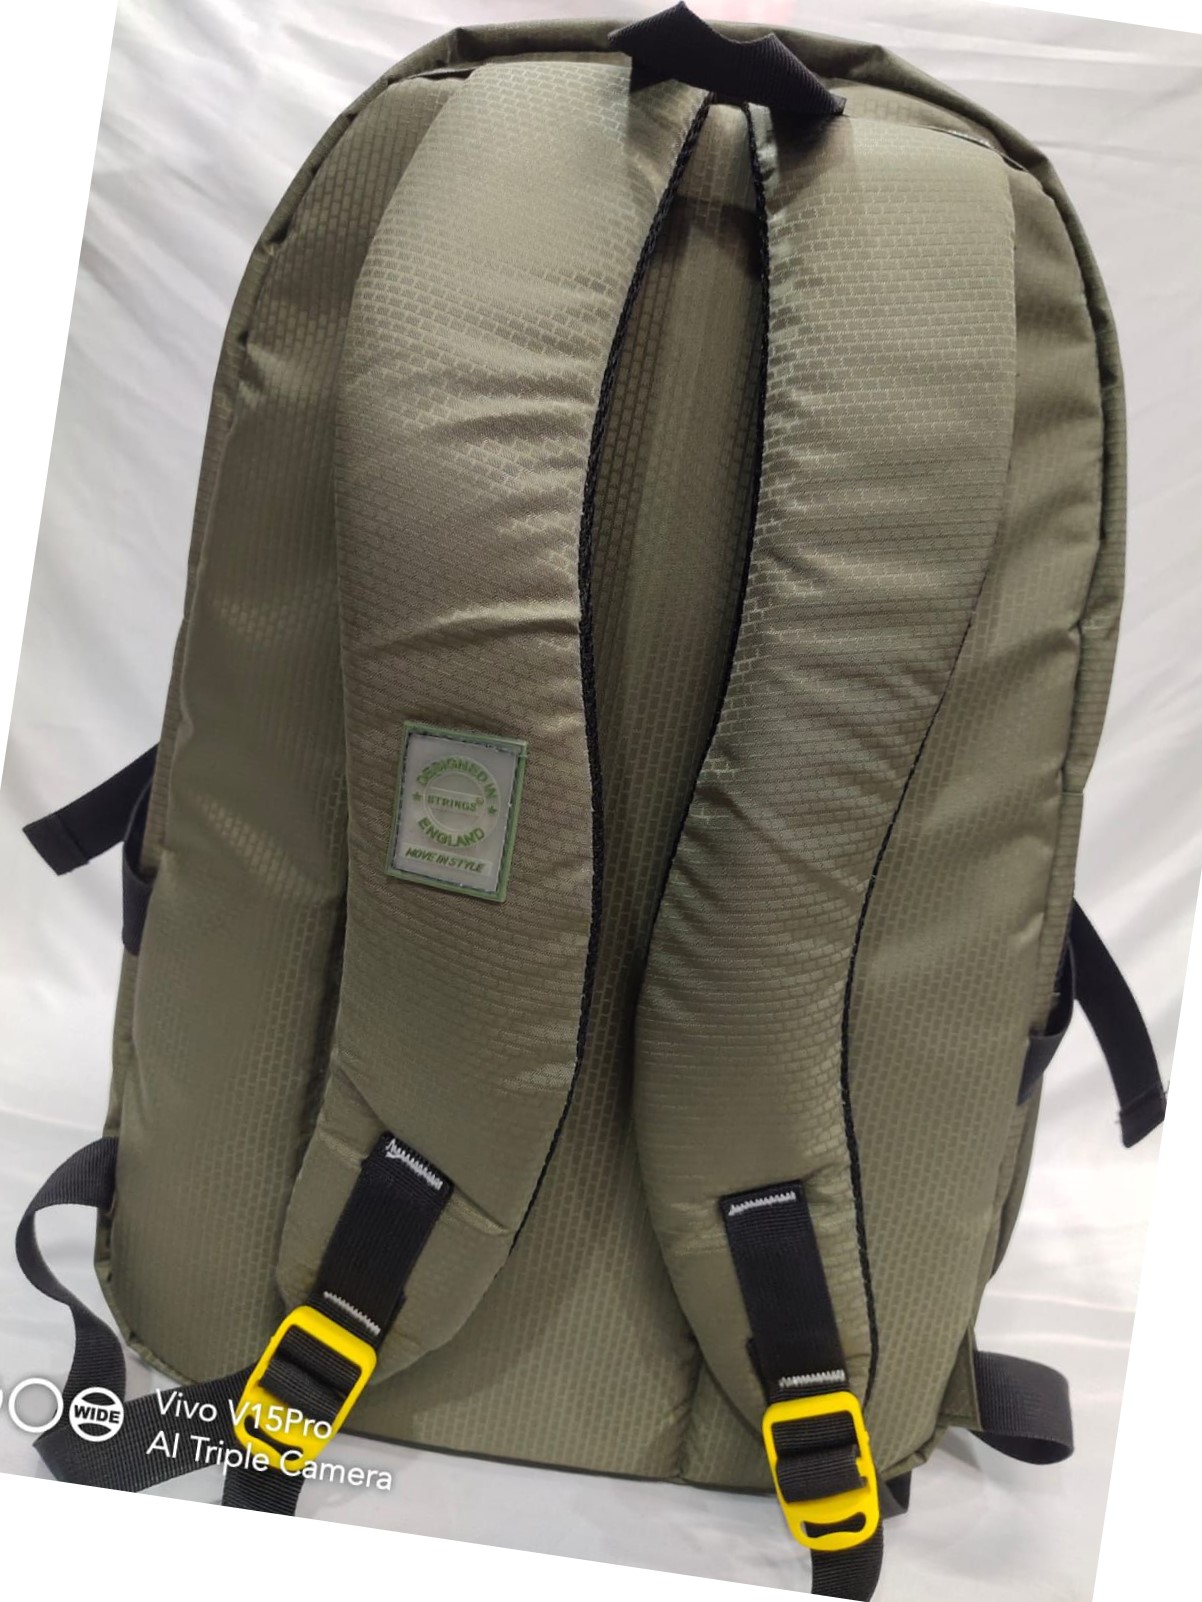 DESIGNED IN
STRINGS
ENGLAND
MOVE IN STYLE
WIDE
Vivo V15Pro
AI Triple Camera